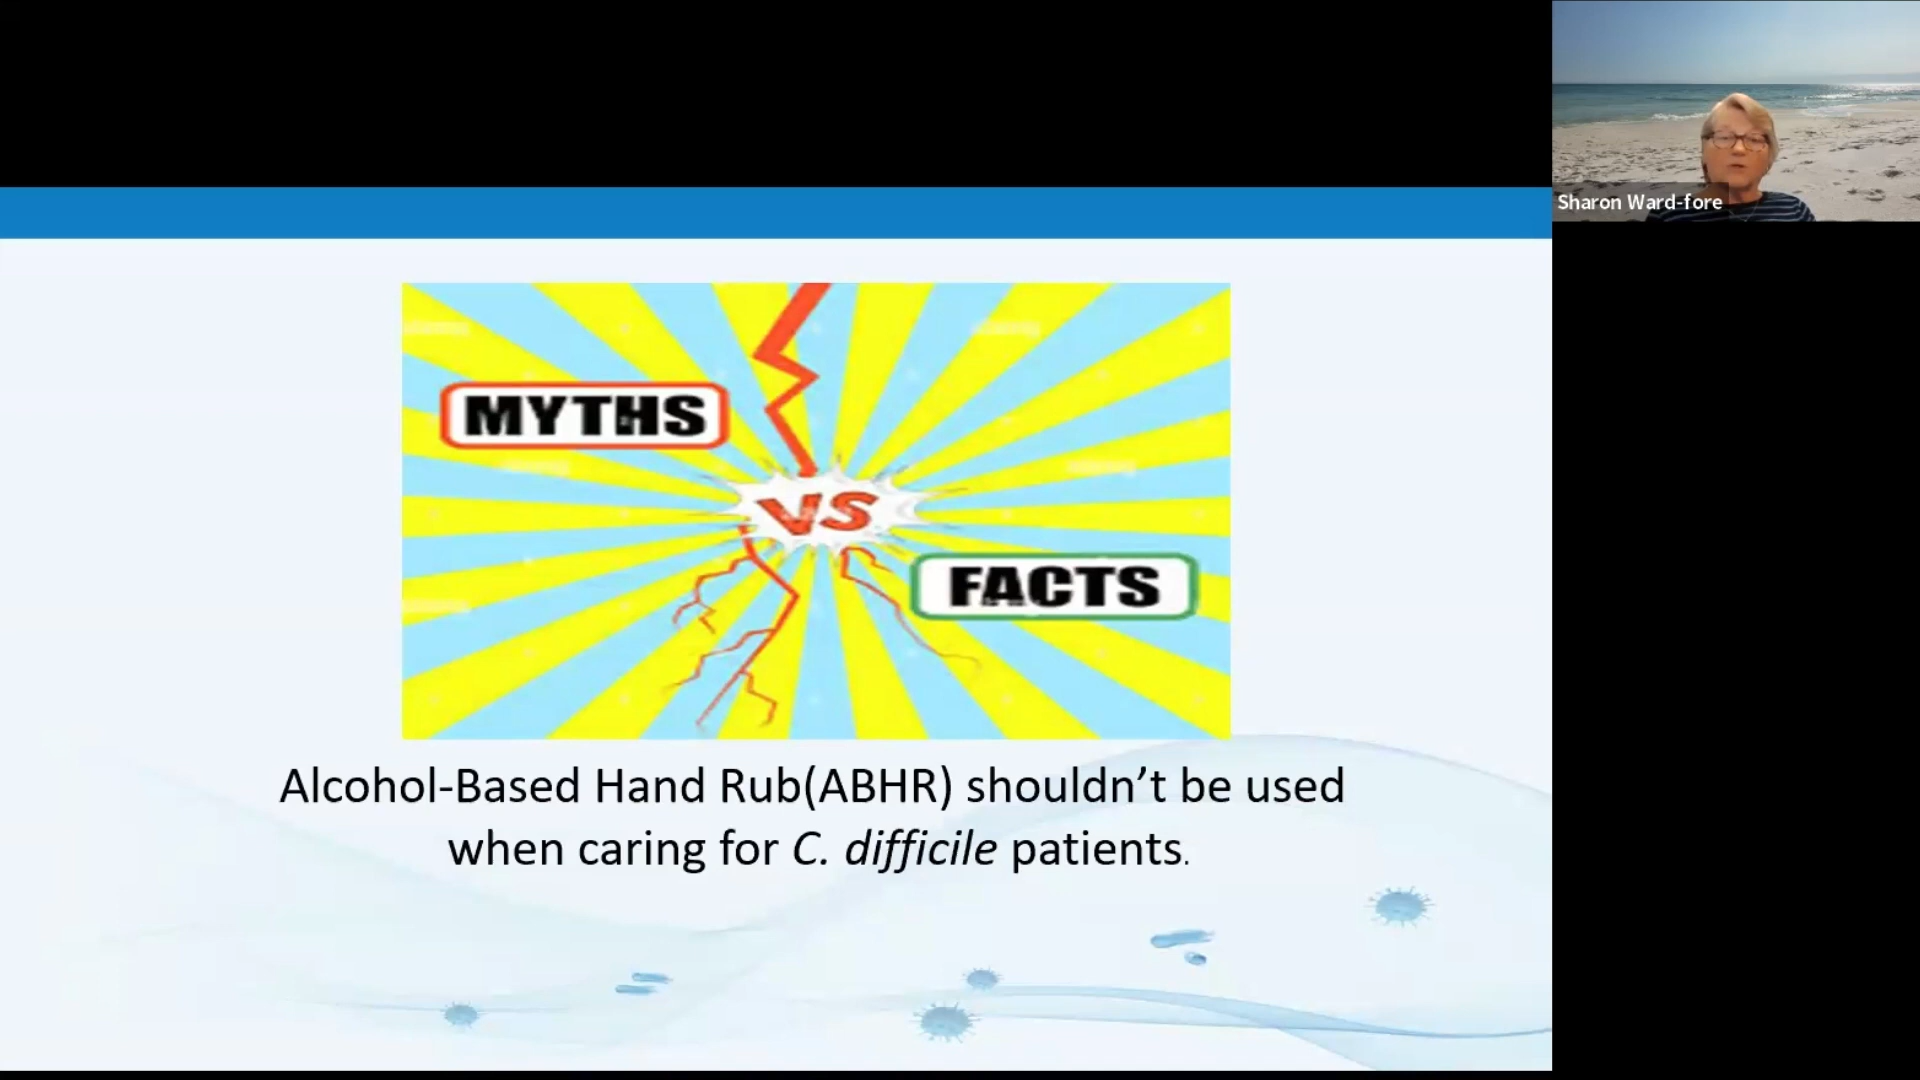 Sharon Ward-fore
MYTHS
VS
FACTS
Alcohol-Based Hand Rub(ABHR) shouldn’t be used
when caring for C. difficile patients.